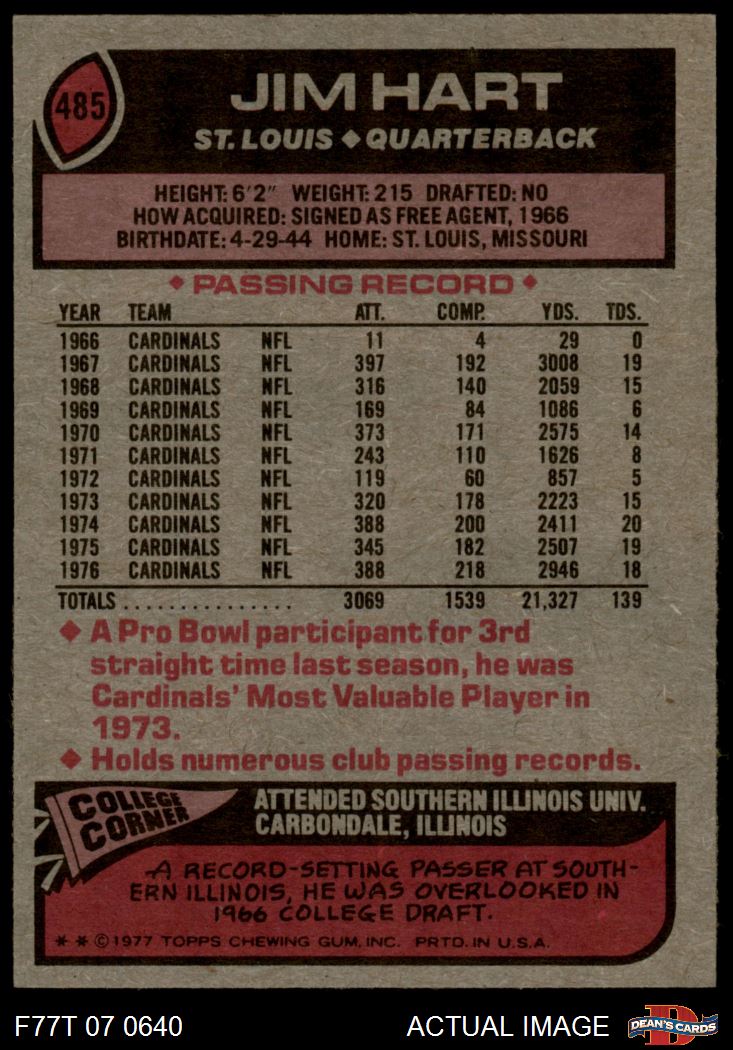 485
JIM HART
ST. LOUIS ◆ QUARTERBACK
HEIGHT: 6'2" WEIGHT: 215 DRAFTED: NO
HOW ACQUIRED: SIGNED AS FREE AGENT, 1966
BIRTHDATE: 4-29-44 HOME: ST. LOUIS, MISSOURI
◆ PASSING RECORD ◆
YEAR TEAM ATT. COMP. YDS. TDS.
1966 CARDINALS NFL 11 4 29 0
1967 CARDINALS NFL 397 192 3008 19
1968 CARDINALS NFL 316 140 2059 15
1969 CARDINALS NFL 169 84 1086 6
1970 CARDINALS NFL 373 171 2575 14
1971 CARDINALS NFL 243 110 1626 8
1972 CARDINALS NFL 119 60 857 5
1973 CARDINALS NFL 320 178 2223 15
1974 CARDINALS NFL 388 200 2411 20
1975 CARDINALS NFL 345 182 2507 19
1976 CARDINALS NFL 388 218 2946 18
TOTALS . . . . . . . . . . . . . . . 3069 1539 21,327 139
◆ A Pro Bowl participant for 3rd
straight time last season, he was
Cardinals' Most Valuable Player in
1973.
◆ Holds numerous club passing records.
COLLEGE
CORNER
ATTENDED SOUTHERN ILLINOIS UNIV.
CARBONDALE, ILLINOIS
A RECORD-SETTING PASSER AT SOUTH-
ERN ILLINOIS, HE WAS OVERLOOKED IN
1966 COLLEGE DRAFT.
* * © 1977 TOPPS CHEWING GUM, INC. PRTD. IN U.S.A.
F77T 07 0640 ACTUAL IMAGE
D
DEAN'S CARDS